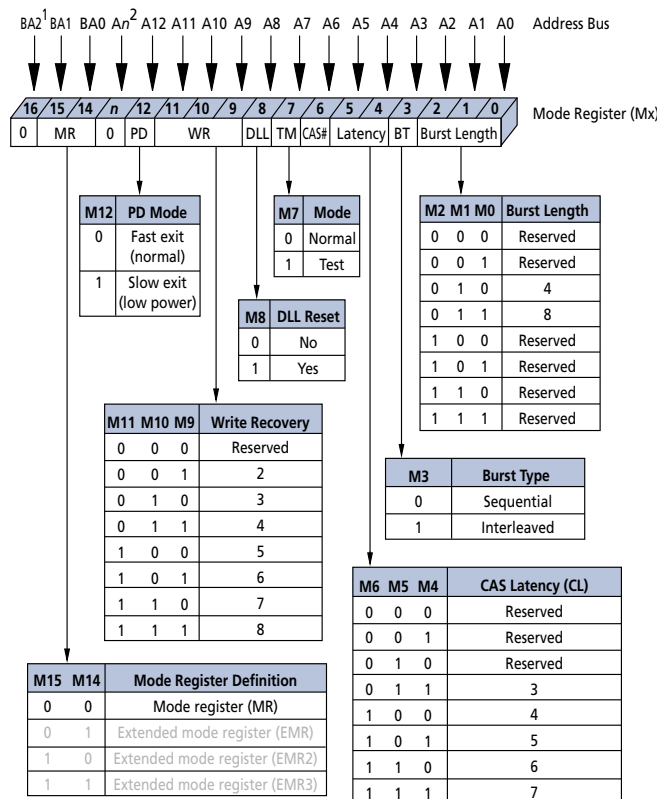 BA2¹ BA1 BA0 An² A12 A11 A10 A9 A8 A7 A6 A5 A4 A3 A2 A1 A0 Address Bus
16 15 14 n 12 11 10 9 8 7 6 5 4 3 2 1 0 Mode Register (Mx)
0 MR 0 PD WR DLL TM CAS# Latency BT Burst Length
M12 PD Mode
0 Fast exit
(normal)
1 Slow exit
(low power)
M7 Mode
0 Normal
1 Test
M2 M1 M0 Burst Length
0 0 0 Reserved
0 0 1 Reserved
0 1 0 4
0 1 1 8
1 0 0 Reserved
1 0 1 Reserved
1 1 0 Reserved
1 1 1 Reserved
M8 DLL Reset
0 No
1 Yes
M11 M10 M9 Write Recovery
0 0 0 Reserved
0 0 1 2
0 1 0 3
0 1 1 4
1 0 0 5
1 0 1 6
1 1 0 7
1 1 1 8
M3 Burst Type
0 Sequential
1 Interleaved
M6 M5 M4 CAS Latency (CL)
0 0 0 Reserved
0 0 1 Reserved
0 1 0 Reserved
0 1 1 3
1 0 0 4
1 0 1 5
1 1 0 6
1 1 1 7
M15 M14 Mode Register Definition
0 0 Mode register (MR)
0 1 Extended mode register (EMR)
1 0 Extended mode register (EMR2)
1 1 Extended mode register (EMR3)